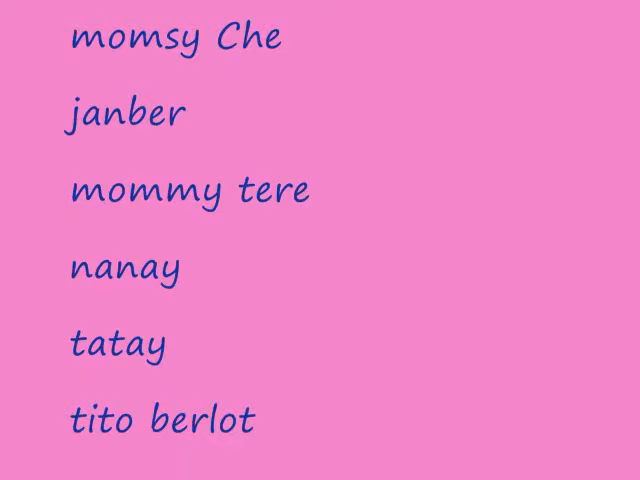 momsy Che
janber
mommy tere
nanay
tatay
tito berlot